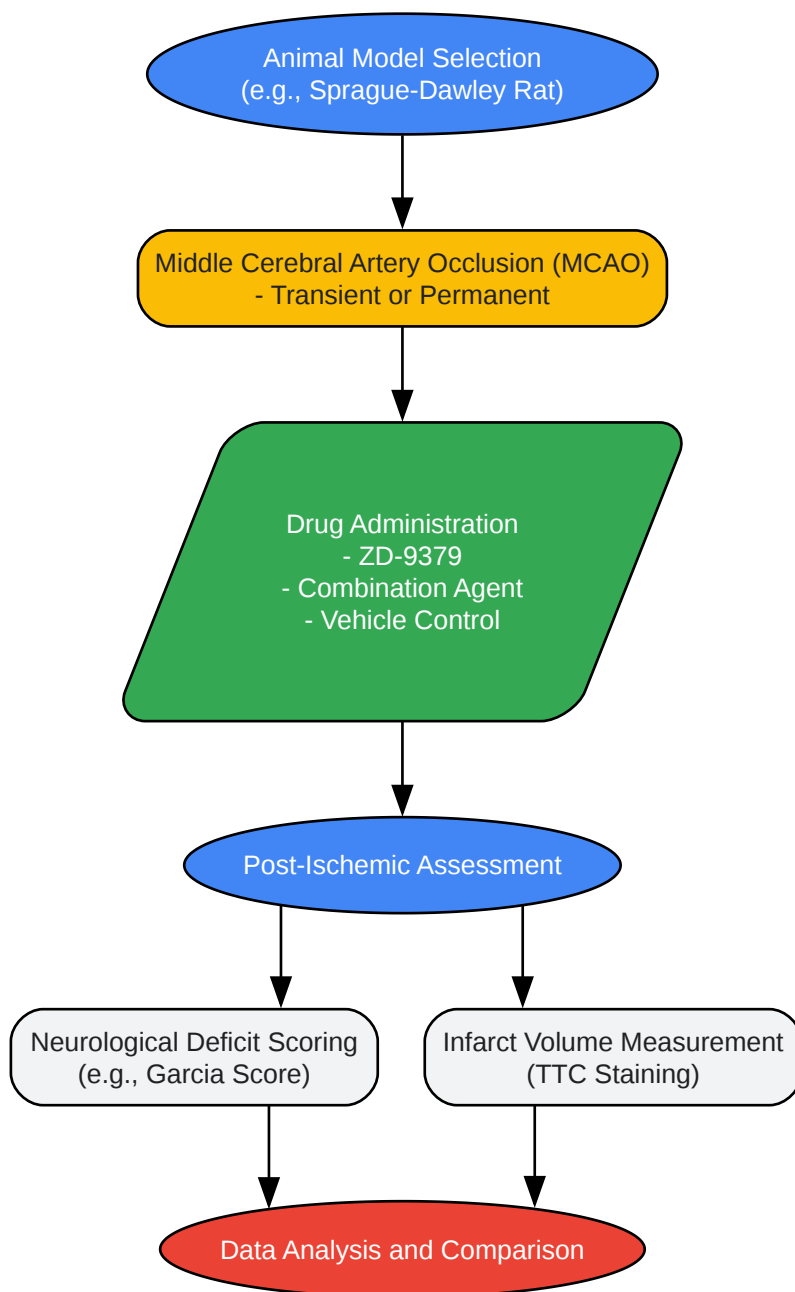 Animal Model Selection
(e.g., Sprague-Dawley Rat)
Middle Cerebral Artery Occlusion (MCAO)
- Transient or Permanent
Drug Administration
- ZD-9379
- Combination Agent
- Vehicle Control
Post-Ischemic Assessment
Neurological Deficit Scoring
(e.g., Garcia Score)
Infarct Volume Measurement
(TTC Staining)
Data Analysis and Comparison